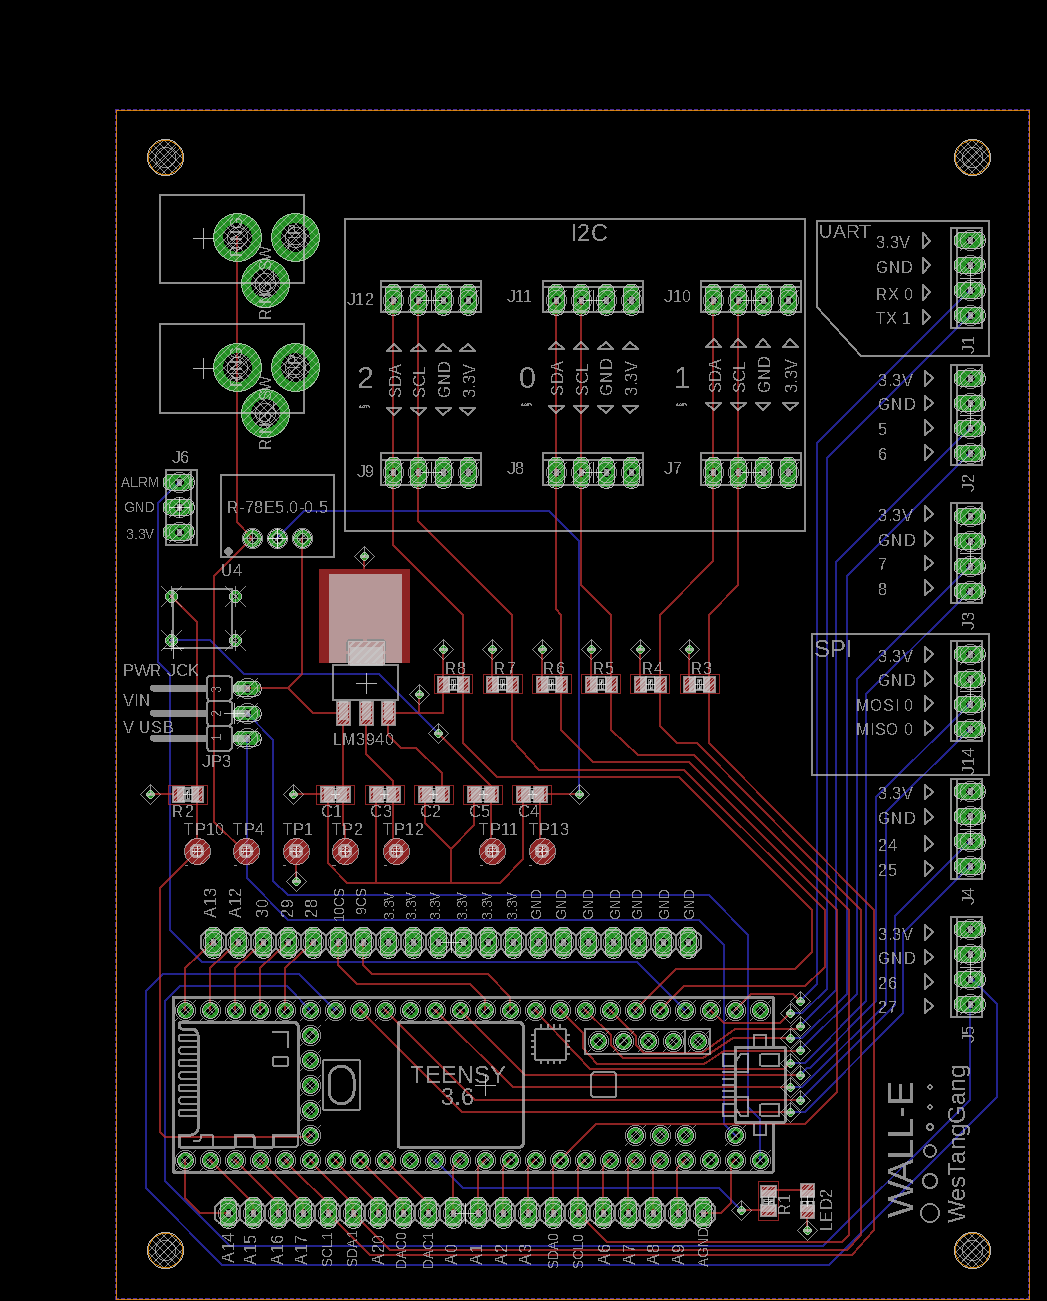 I2C
UART
3.3V
GND
RX 0
TX 1
J1
J12
J11
J10
2
SDA
SCL
GND
3.3V
0
SDA
SCL
GND
3.3V
1
SDA
SCL
GND
3.3V
J9
J8
J7
3.3V
GND
5
6
J2
J6
ALRM
GND
3.3V
R-78E5.0-0.5
U4
3.3V
GND
7
8
J3
SPI
3.3V
GND
MOSI 0
MISO 0
J14
PWR JCK
VIN
V USB
3
2
1
JP3
LM3940
R8
R7
R6
R5
R4
R3
R2
C1
C3
C2
C5
C4
TP10
TP4
TP1
TP2
TP12
TP11
TP13
3.3V
GND
24
25
J4
A13
A12
30
29
28
10CS
9CS
3.3V
3.3V
3.3V
3.3V
3.3V
3.3V
GND
GND
GND
GND
GND
GND
GND
3.3V
GND
26
27
J5
TEENSY
3.6
R1
LED2
WALL-E
WesTangGang
A14
A15
A16
A17
SCL1
SDA1
A20
DAC0
DAC1
A0
A1
A2
A3
SDA0
SCL0
A6
A7
A8
A9
AGND